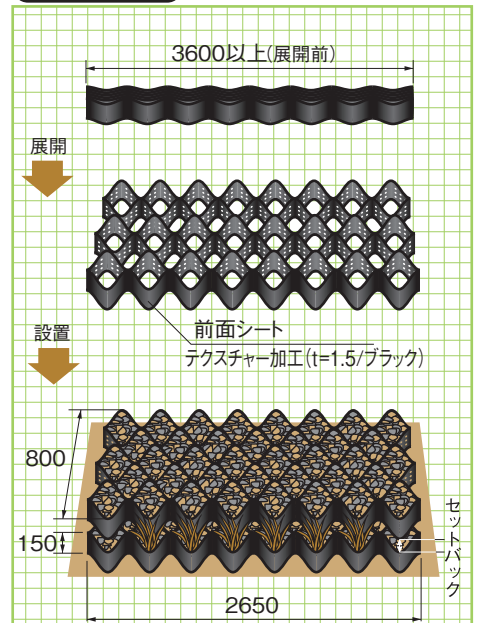 3600以上(展開前)
展開
前面シート
テクスチャー加工(t=1.5/ブラック)
設置
800
150
セットバック
2650